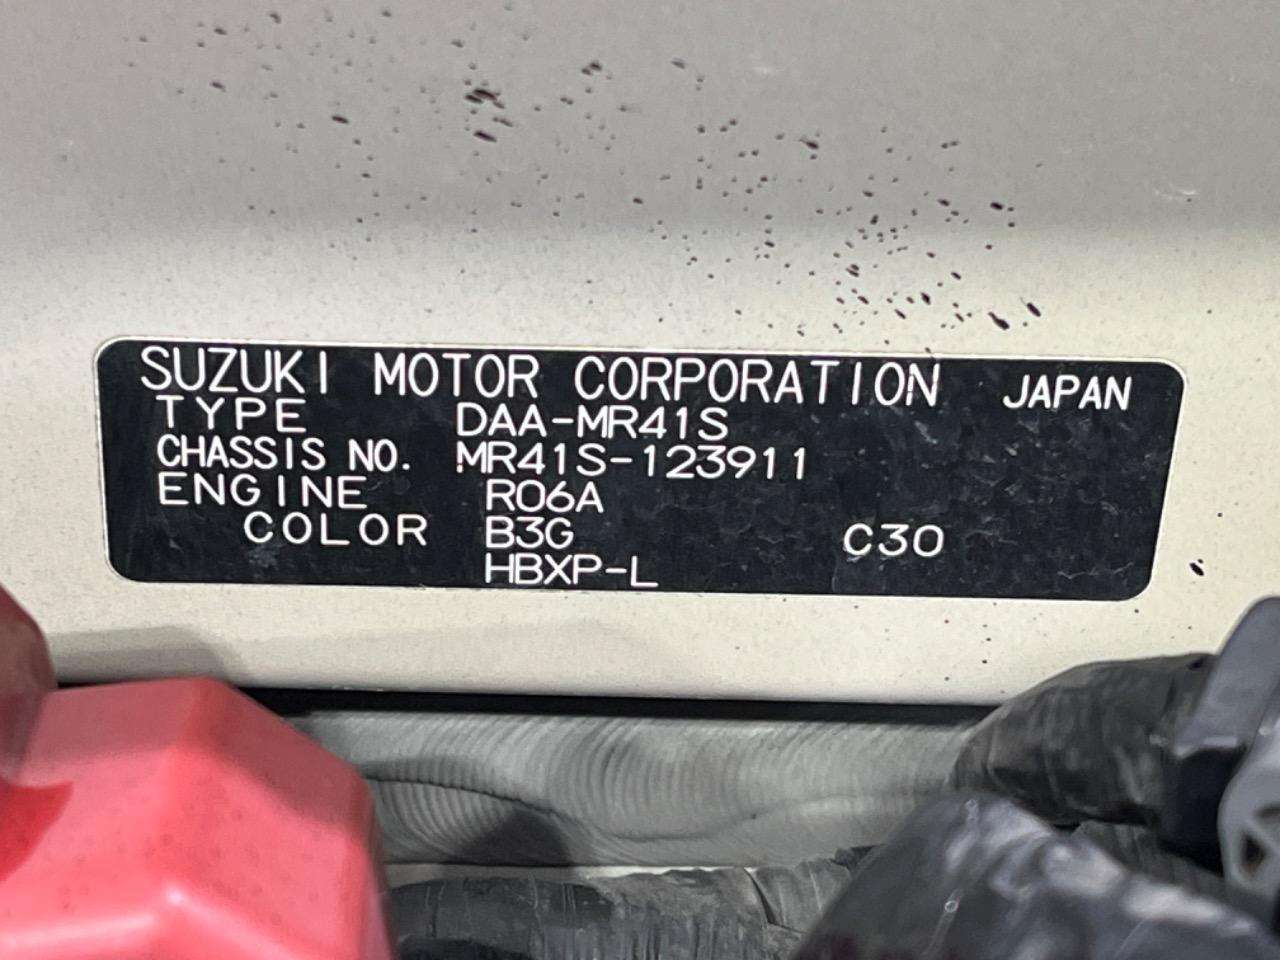 SUZUKI MOTOR CORPORATION JAPAN
TYPE DAA-MR41S
CHASSIS NO. MR41S-123911
ENGINE R06A
COLOR B3G C30
HBXP-L